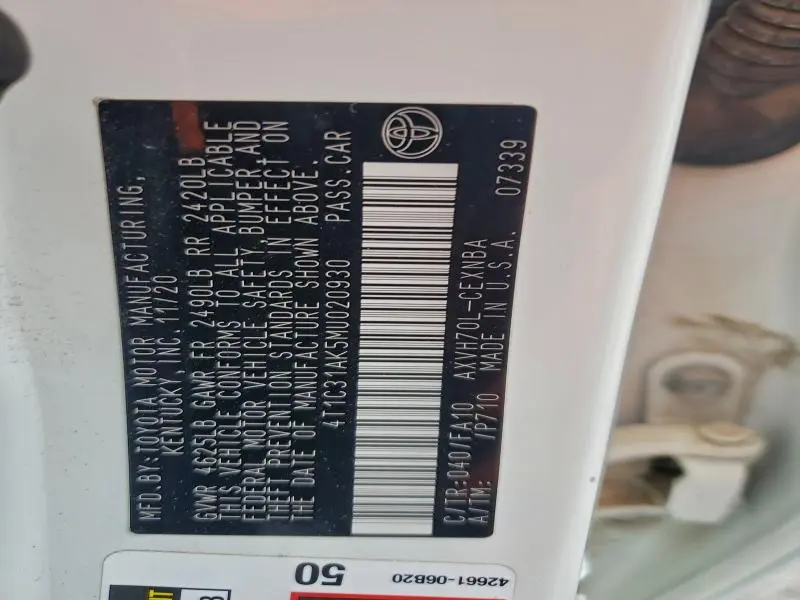 MFD.BY:TOYOTA MOTOR MANUFACTURING,
KENTUCKY, INC. 11/20
GVWR 4625LB GAWR FR 2490LB RR 2420LB
THIS VEHICLE CONFORMS TO ALL APPLICABLE
FEDERAL MOTOR VEHICLE SAFETY, BUMPER, AND
THEFT PREVENTION STANDARDS IN EFFECT ON
THE DATE OF MANUFACTURE SHOWN ABOVE.
4T1C31AK5MU020930 PASS.CAR
C/TR:040/FA10 AXVH70L-CEXNBA 07339
A/TM: /P710 MADE IN U.S.A.
50
42661-06B20